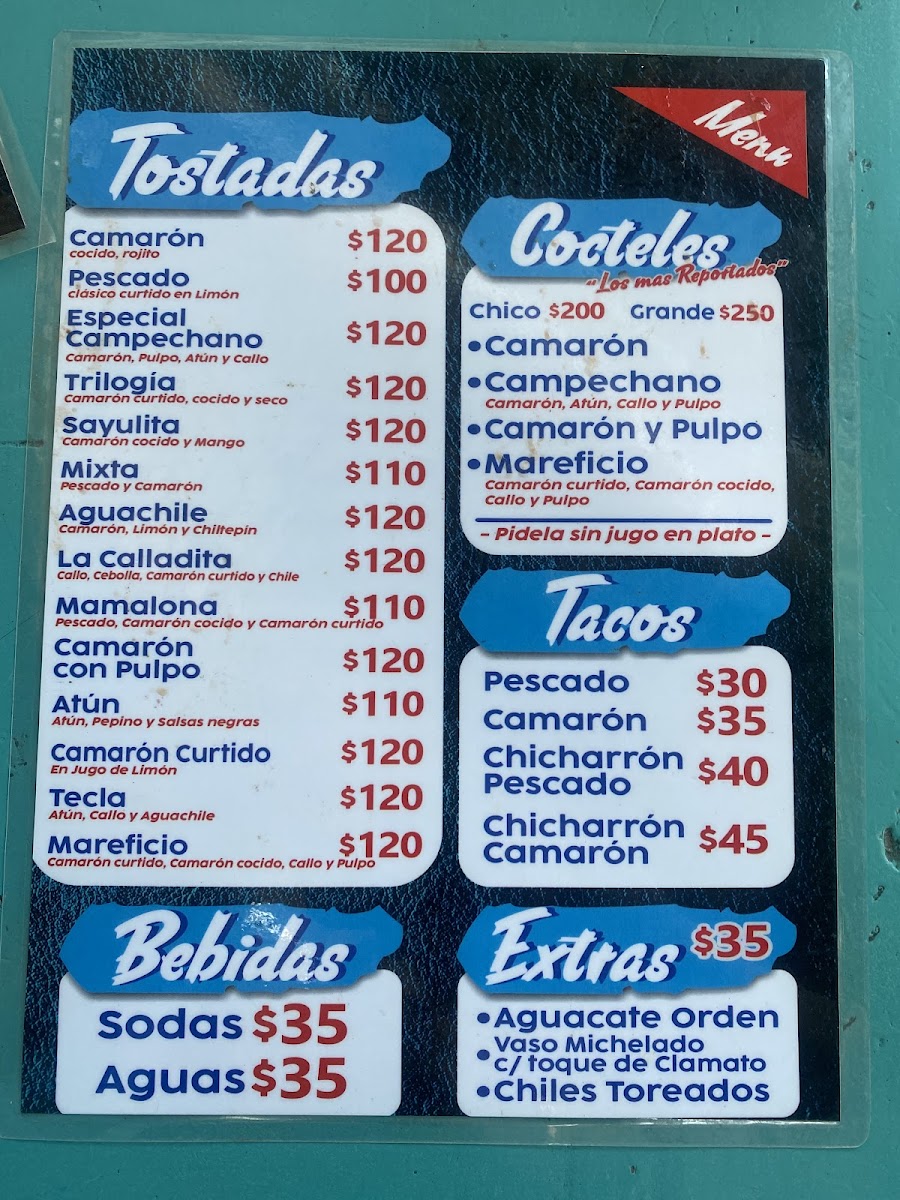 Menu
Tostadas
Camarón $120
cocido, rojito
Pescado $100
clásico curtido en Limón
Especial
Campechano $120
Camarón, Pulpo, Atún y Callo
Trilogía $120
camarón curtido, cocido y seco
Sayulita $120
Camarón cocido y Mango
Mixta $110
Pescado y Camarón
Aguachile $120
Camarón, Limón y Chiltepín
La Calladita $120
Callo, Cebolla, Camarón curtido y Chile
Mamalona $110
Pescado, Camarón cocido y Camarón curtido
Camarón
con Pulpo $120
Atún $110
Atún, Pepino y Salsas negras
Camarón Curtido $120
En Jugo de Limón
Tecla $120
Atún, Callo y Aguachile
Mareficio $120
Camarón curtido, Camarón cocido, Callo y Pulpo
Cocteles
"Los mas Reportados"
Chico $200 Grande $250
•Camarón
•Campechano
Camarón, Atún, Callo y Pulpo
•Camarón y Pulpo
•Mareficio
Camarón curtido, Camarón cocido,
Callo y Pulpo
- Pidela sin jugo en plato -
Tacos
Pescado $30
Camarón $35
Chicharrón
Pescado $40
Chicharrón
Camarón $45
Bebidas
Sodas $35
Aguas $35
Extras $35
•Aguacate Orden
•Vaso Michelado
c/ toque de Clamato
•Chiles Toreados